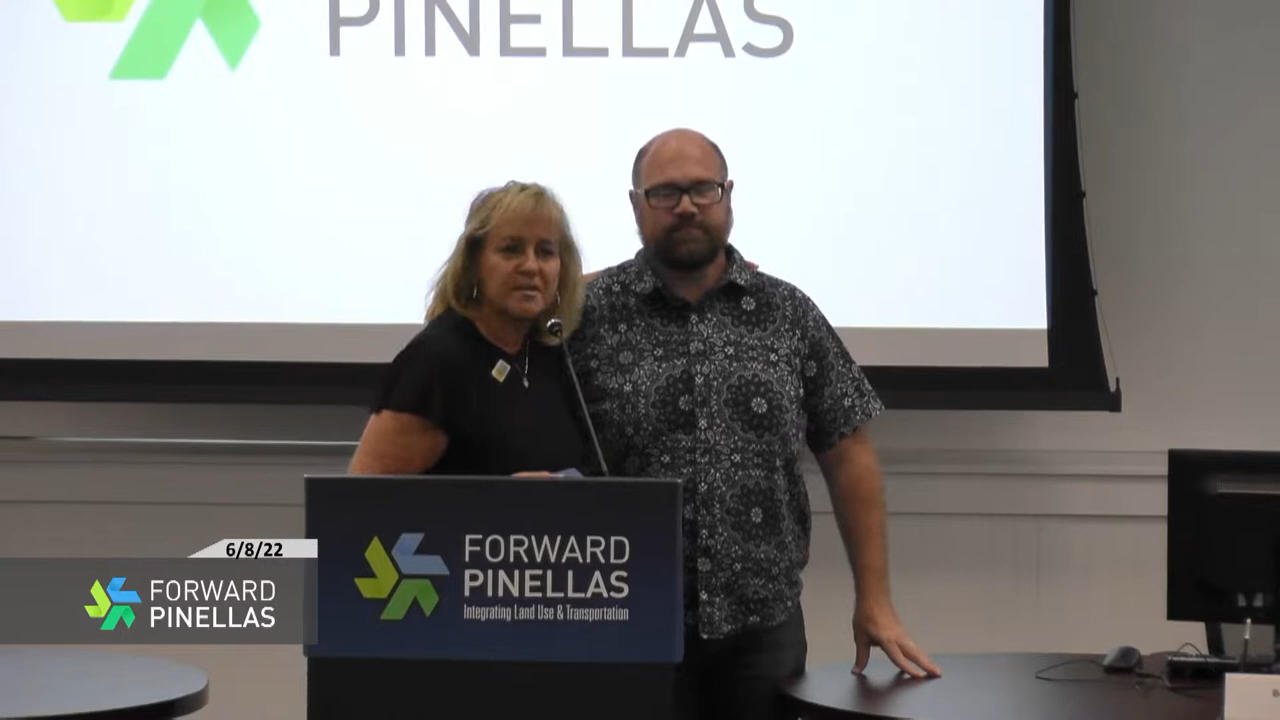 PINELLAS
FORWARD
PINELLAS
Integrating Land Use & Transportation
6/8/22
FORWARD
PINELLAS